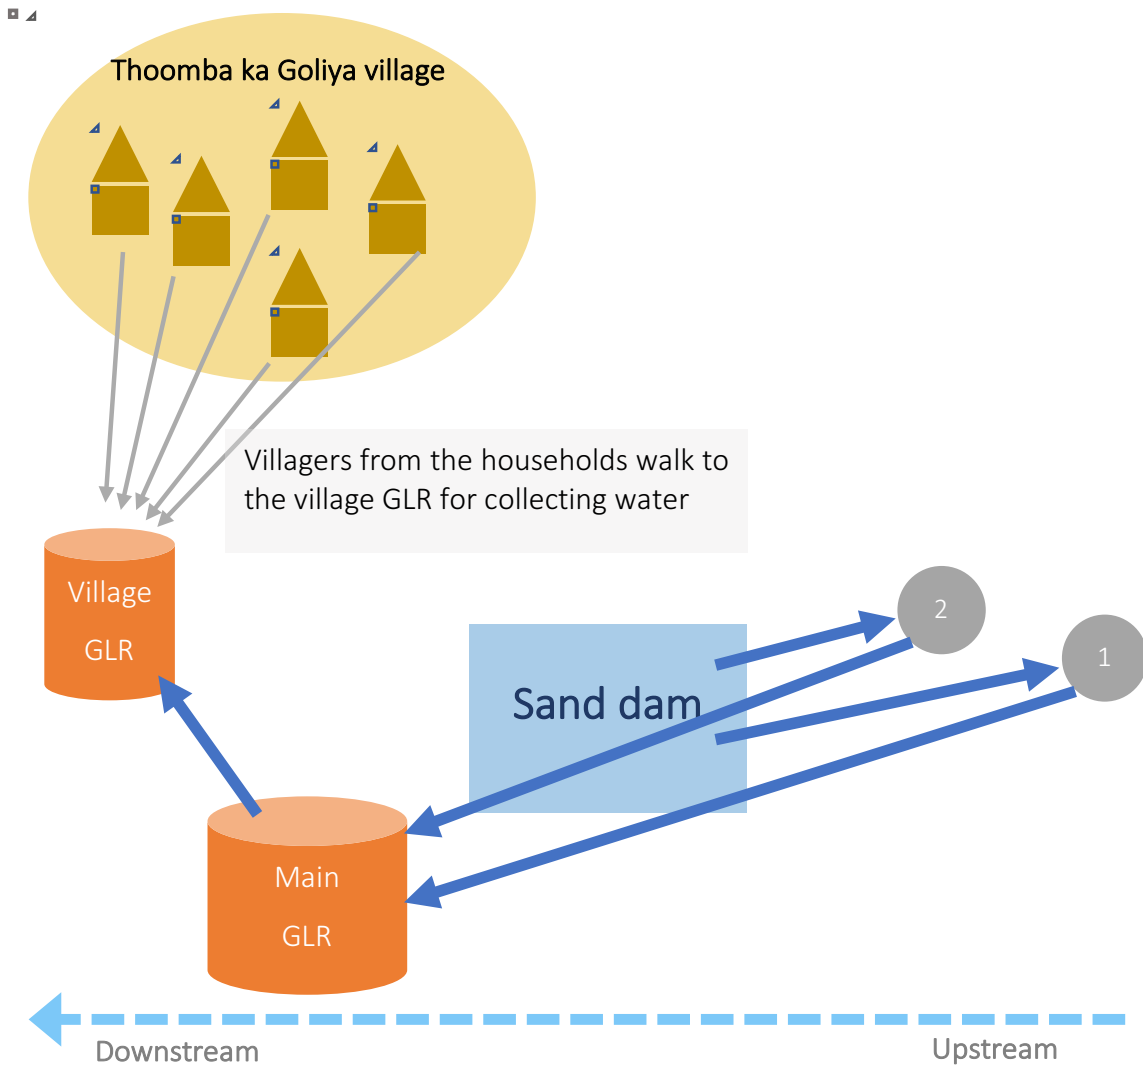 Thoomba ka Goliya village
Villagers from the households walk to
the village GLR for collecting water
Village
GLR
2
1
Sand dam
Main
GLR
Downstream
Upstream